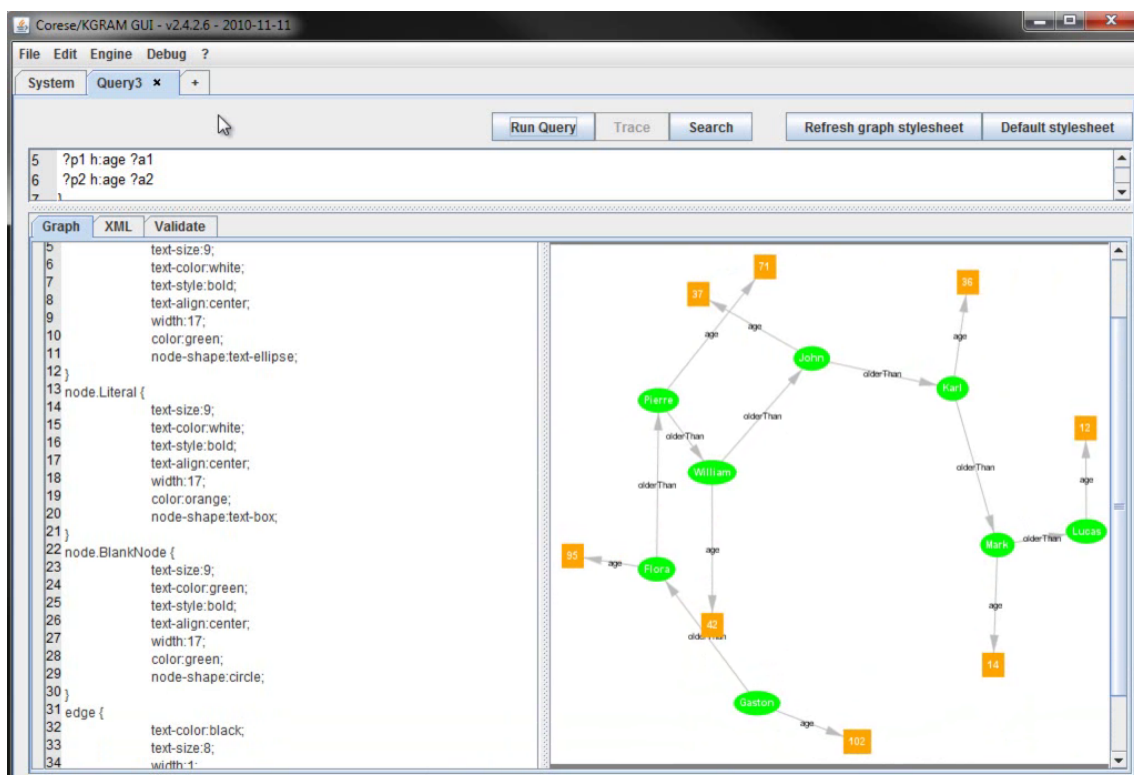 Corese/KGRAM GUI - v2.4.2.6 - 2010-11-11
File Edit Engine Debug ?
System Query3 × +
Run Query Trace Search Refresh graph stylesheet Default stylesheet
5 ?p1 h:age ?a1
6 ?p2 h:age ?a2
7 }
Graph XML Validate
5 text-size:9;
6 text-color:white;
7 text-style:bold;
8 text-align:center;
9 width:17;
10 color:green;
11 node-shape:text-ellipse;
12 }
13 node.Literal {
14 text-size:9;
15 text-color:white;
16 text-style:bold;
17 text-align:center;
18 width:17;
19 color:orange;
20 node-shape:text-box;
21 }
22 node.BlankNode {
23 text-size:9;
24 text-color:green;
25 text-style:bold;
26 text-align:center;
27 width:17;
28 color:green;
29 node-shape:circle;
30 }
31 edge {
32 text-color:black;
33 text-size:8;
34 width:1;
71
37
36
age
age
age
John
olderThan
Karl
Pierre
olderThan
12
olderThan
William
olderThan
olderThan
age
Mark
olderThan
Lucas
95
age
Flora
age
age
42
olderThan
14
Gaston
age
102